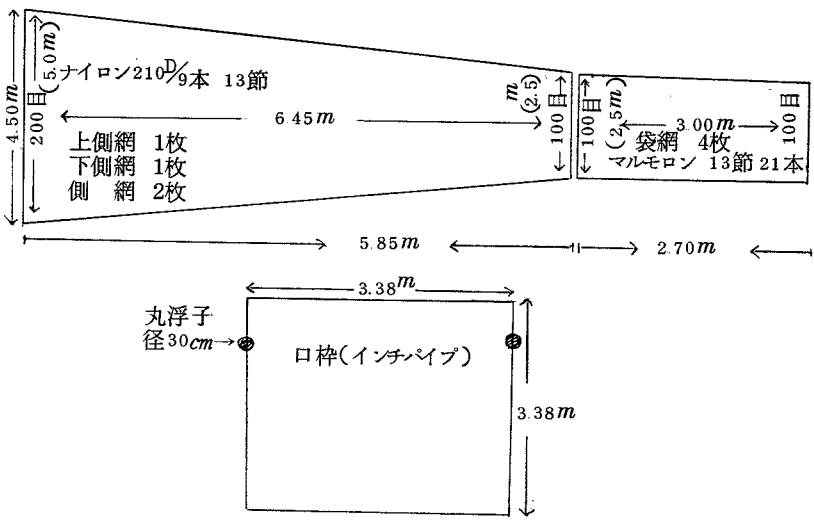 4.50m
200目
(5.0m)
ナイロン210D/9本 13節
6.45m
上側網 1枚
下側網 1枚
側 網 2枚
100目
(2.5)
m
100目
(2.5m)
3.00m
袋網 4枚
マルモロン 13節 21本
100目
5.85m
2.70m
3.38m
丸浮子
径30cm
口枠(インチパイプ)
3.38m